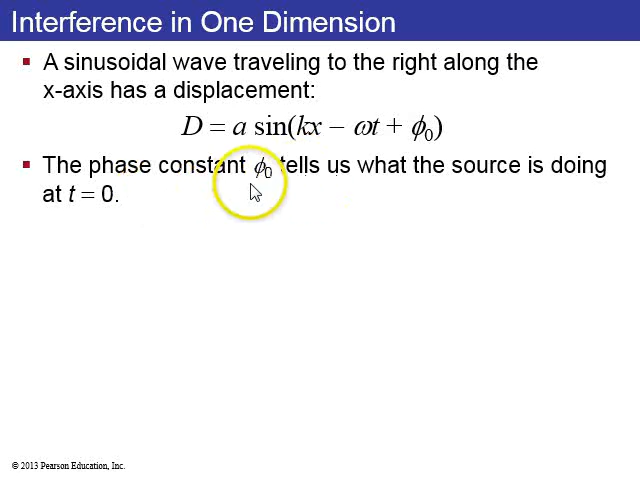 Interference in One Dimension
▪ A sinusoidal wave traveling to the right along the
x-axis has a displacement:
D = a sin(kx − ωt + ϕ₀)
▪ The phase constant ϕ₀ tells us what the source is doing
at t = 0.
© 2013 Pearson Education, Inc.